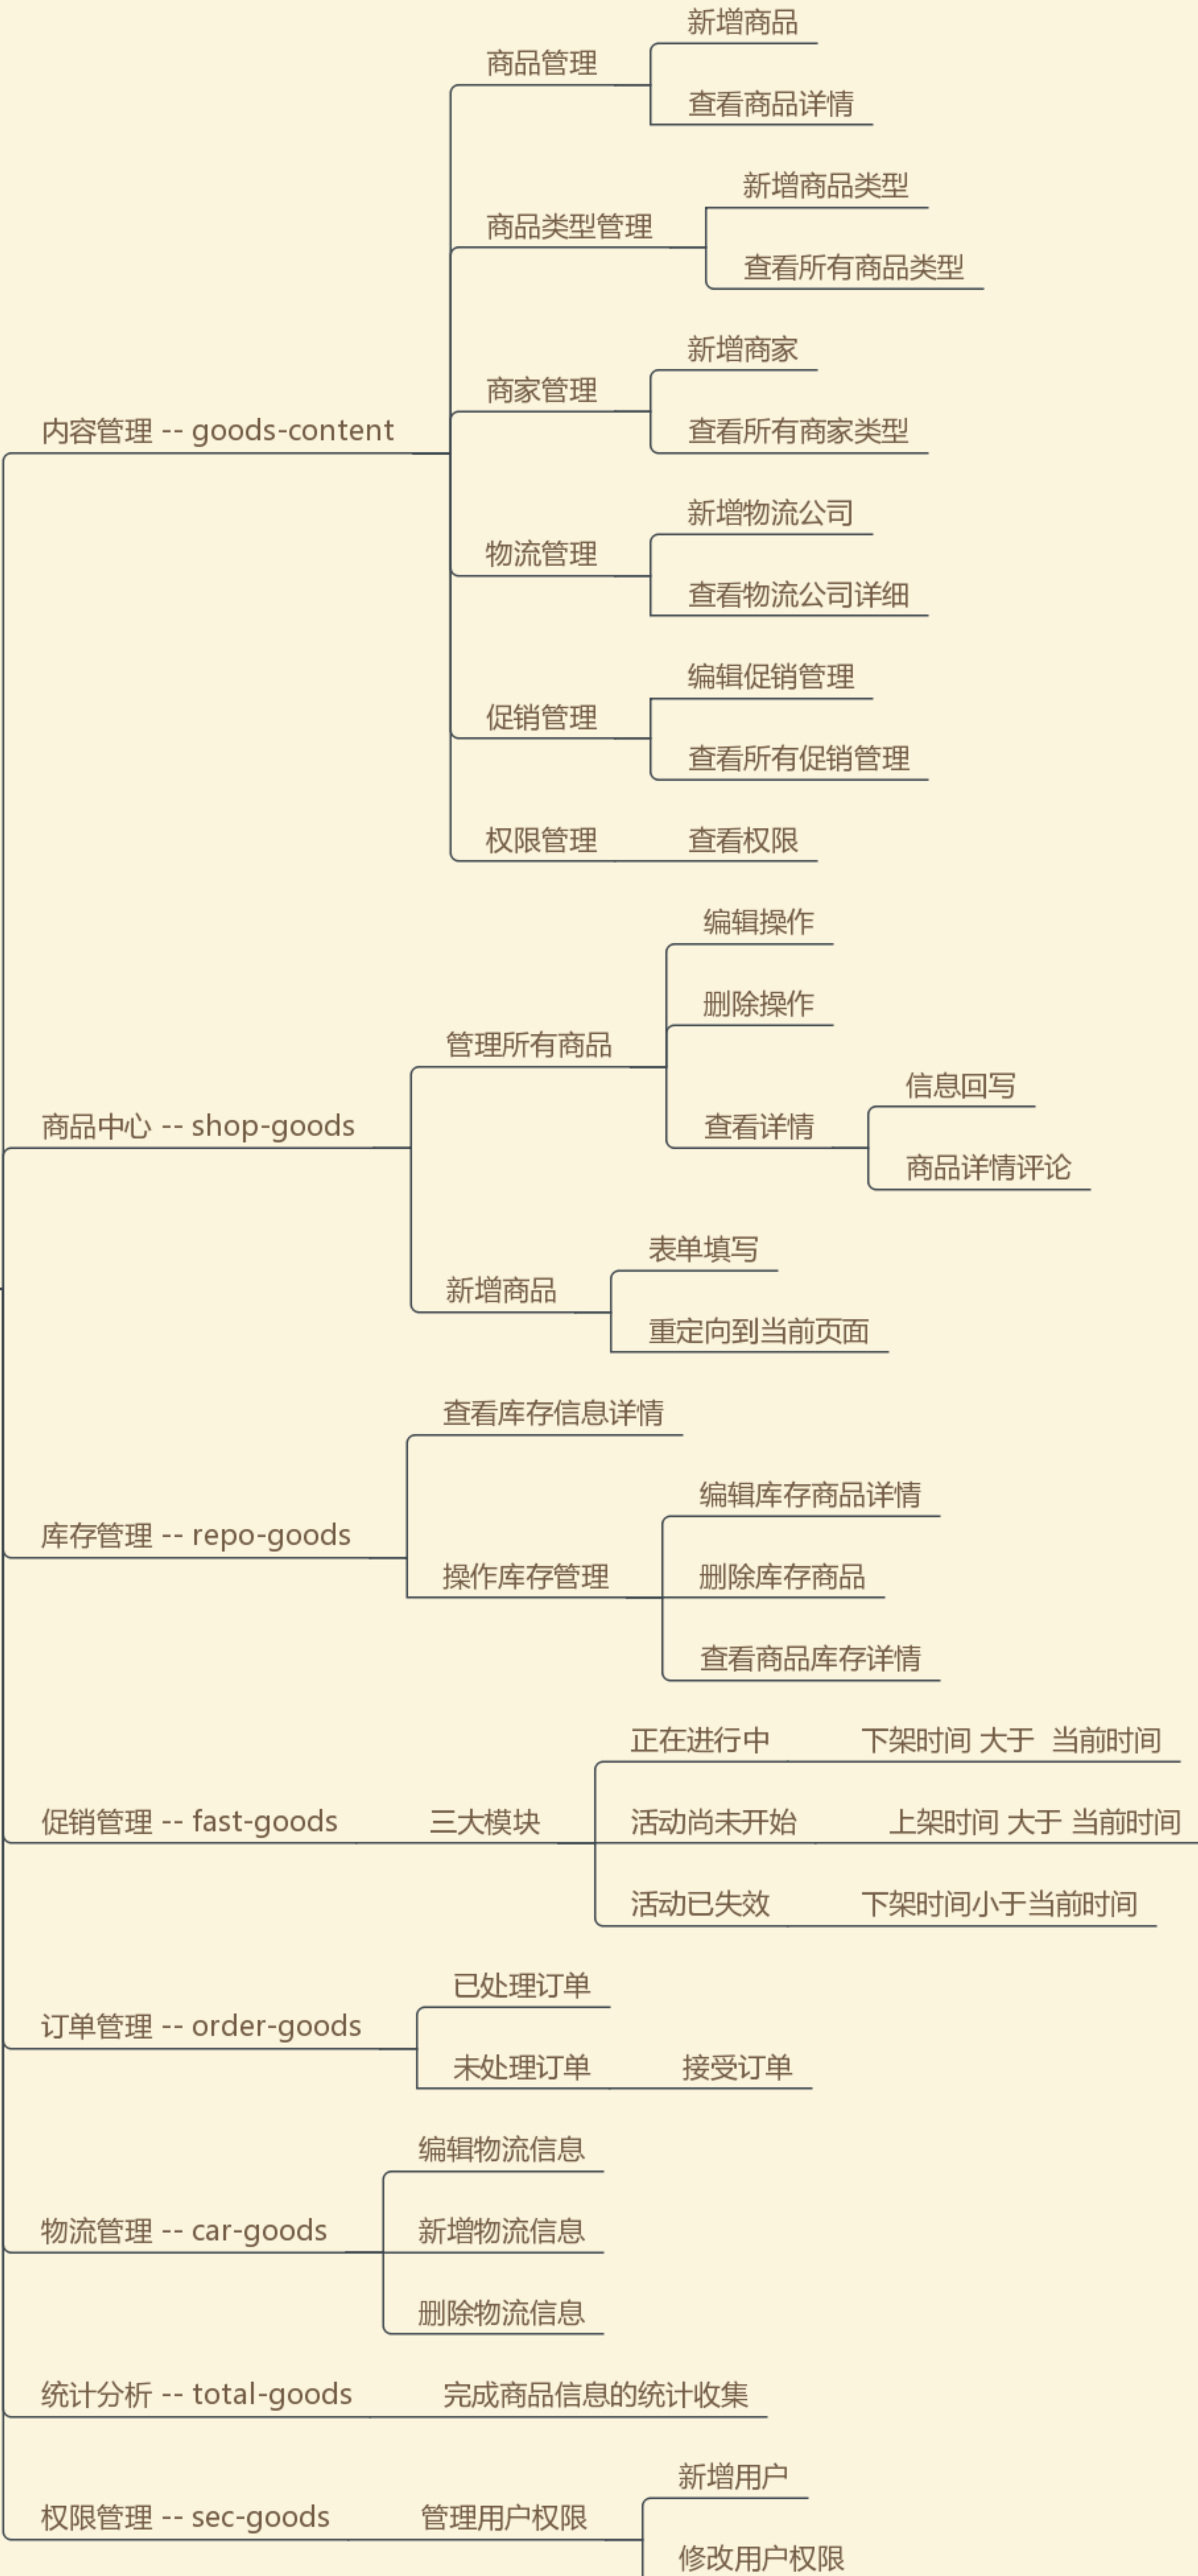 内容管理 -- goods-content
商品管理
新增商品
查看商品详情
商品类型管理
新增商品类型
查看所有商品类型
商家管理
新增商家
查看所有商家类型
物流管理
新增物流公司
查看物流公司详细
促销管理
编辑促销管理
查看所有促销管理
权限管理
查看权限
商品中心 -- shop-goods
管理所有商品
编辑操作
删除操作
查看详情
信息回写
商品详情评论
新增商品
表单填写
重定向到当前页面
库存管理 -- repo-goods
查看库存信息详情
操作库存管理
编辑库存商品详情
删除库存商品
查看商品库存详情
促销管理 -- fast-goods
三大模块
正在进行中
下架时间 大于 当前时间
活动尚未开始
上架时间 大于 当前时间
活动已失效
下架时间小于当前时间
订单管理 -- order-goods
已处理订单
未处理订单
接受订单
物流管理 -- car-goods
编辑物流信息
新增物流信息
删除物流信息
统计分析 -- total-goods
完成商品信息的统计收集
权限管理 -- sec-goods
管理用户权限
新增用户
修改用户权限